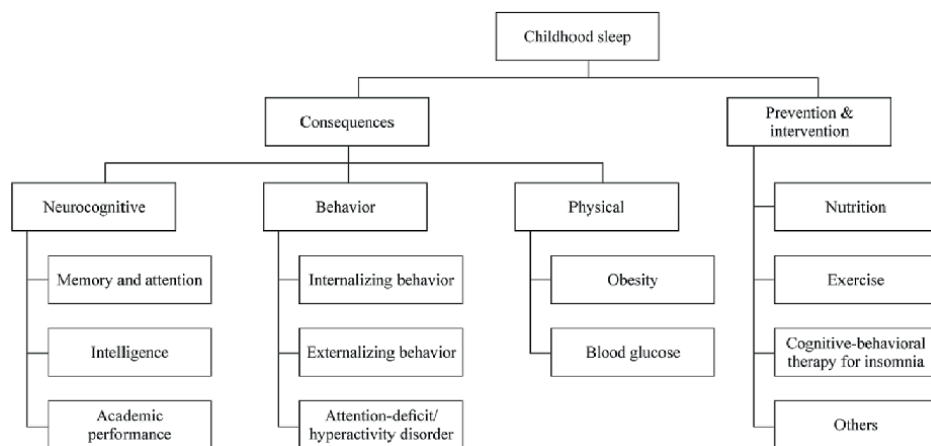 Childhood sleep
Consequences
Prevention &
intervention
Neurocognitive
Behavior
Physical
Nutrition
Memory and attention
Internalizing behavior
Obesity
Exercise
Intelligence
Externalizing behavior
Blood glucose
Cognitive-behavioral
therapy for insomnia
Academic
performance
Attention-deficit/
hyperactivity disorder
Others